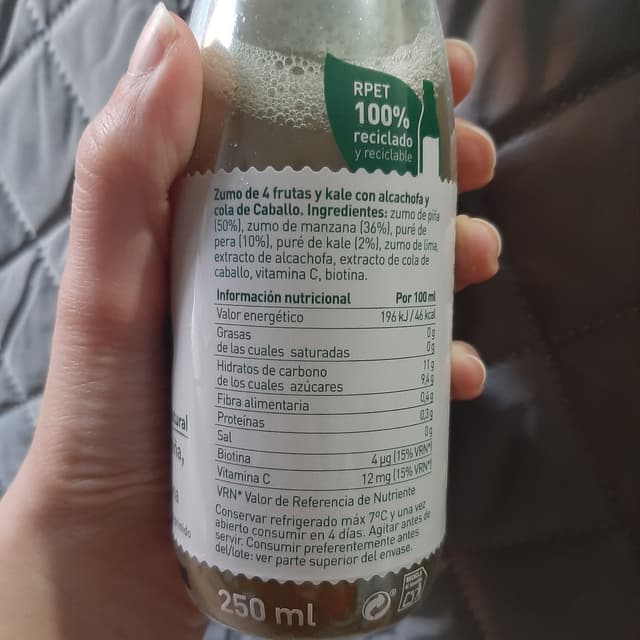 RPET
100%
reciclado
y reciclable
Zumo de 4 frutas y kale con alcachofa y
cola de Caballo. Ingredientes: zumo de piña
(50%), zumo de manzana (36%), puré de
pera (10%), puré de kale (2%), zumo de lima,
extracto de alcachofa, extracto de cola de
caballo, vitamina C, biotina.
Información nutricional Por 100 ml
Valor energético 196 kJ/46 kcal
Grasas 0g
de las cuales saturadas 0g
Hidratos de carbono 11g
de los cuales azúcares 9,4g
Fibra alimentaria 0,4g
Proteínas 0,3g
Sal 0g
Biotina 4 µg (15% VRN*)
Vitamina C 12 mg (15% VRN*)
VRN* Valor de Referencia de Nutriente
Conservar refrigerado máx 7ºC y una vez
abierto consumir en 4 días. Agitar antes de
servir. Consumir preferentemente antes
del/lote: ver parte superior del envase.
250 ml